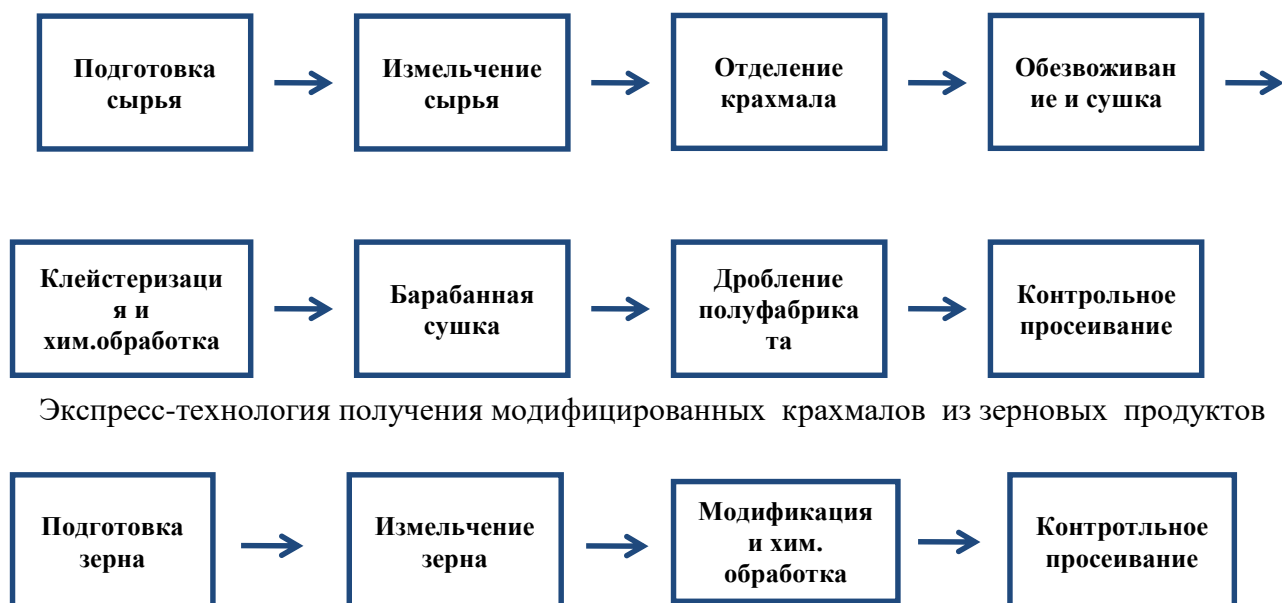 Подготовка
сырья
Измельчение
сырья
Отделение
крахмала
Обезвоживан
ие и сушка
Клейстеризаци
я и
хим.обработка
Барабанная
сушка
Дробление
полуфабрика
та
Контрольное
просеивание
Экспресс-технология получения модифицированных крахмалов из зерновых продуктов
Подготовка
зерна
Измельчение
зерна
Модификация
и хим.
обработка
Контротльное
просеивание